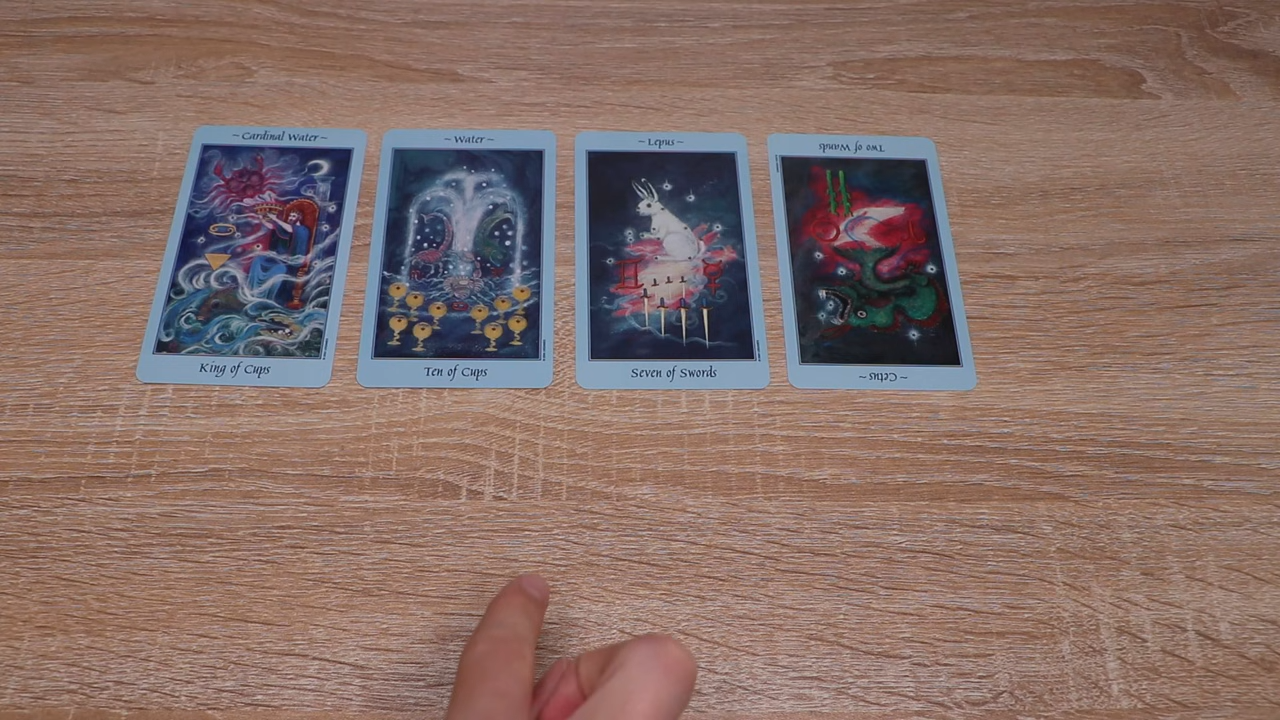 ~ Cardinal Water ~
King of Cups
~ Water ~
Ten of Cups
~ Lepus ~
Seven of Swords
Two of Wands
~ Cetus ~